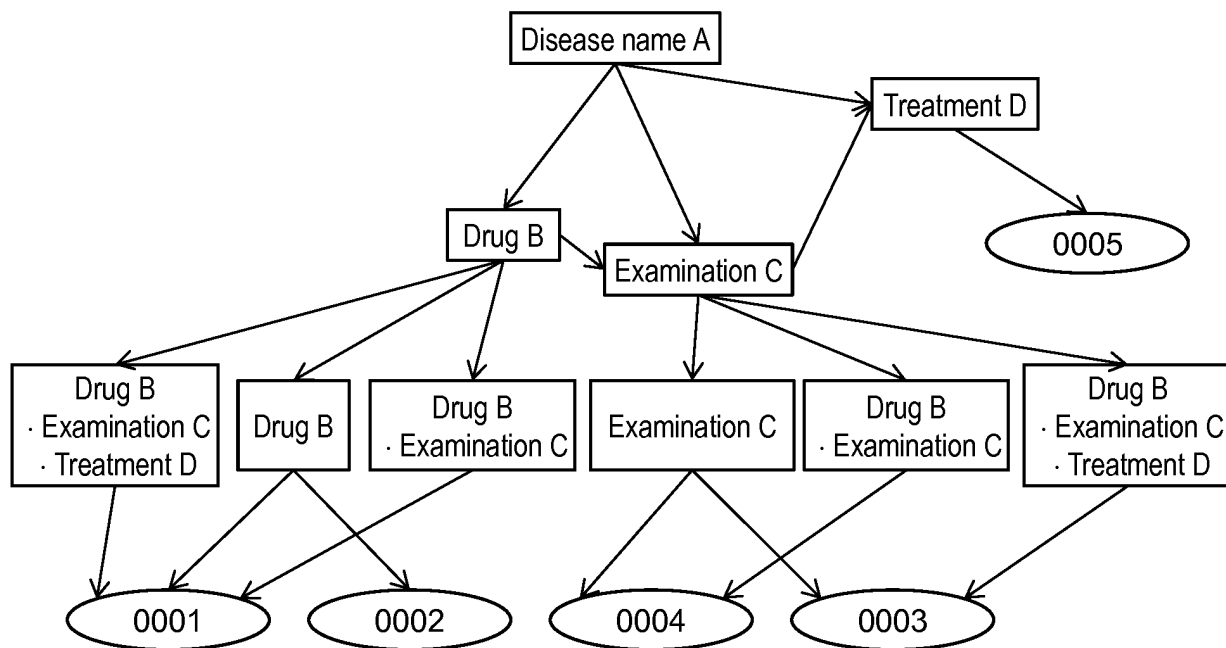 Disease name A
Treatment D
Drug B
0005
Examination C
Drug B
· Examination C
· Treatment D
Drug B
Drug B
· Examination C
Examination C
Drug B
· Examination C
Drug B
· Examination C
· Treatment D
0001
0002
0004
0003